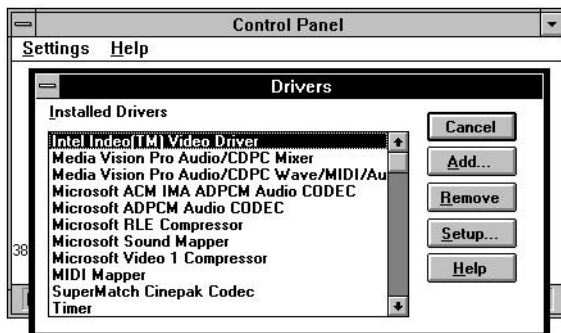 Control Panel
Settings Help
Drivers
Installed Drivers
Intel Indeo(TM) Video Driver
Media Vision Pro Audio/CDPC Mixer
Media Vision Pro Audio/CDPC Wave/MIDI/Au
Microsoft ACM IMA ADPCM Audio CODEC
Microsoft ADPCM Audio CODEC
Microsoft RLE Compressor
Microsoft Sound Mapper
Microsoft Video 1 Compressor
MIDI Mapper
SuperMatch Cinepak Codec
Timer
Cancel
Add...
Remove
Setup...
Help
38